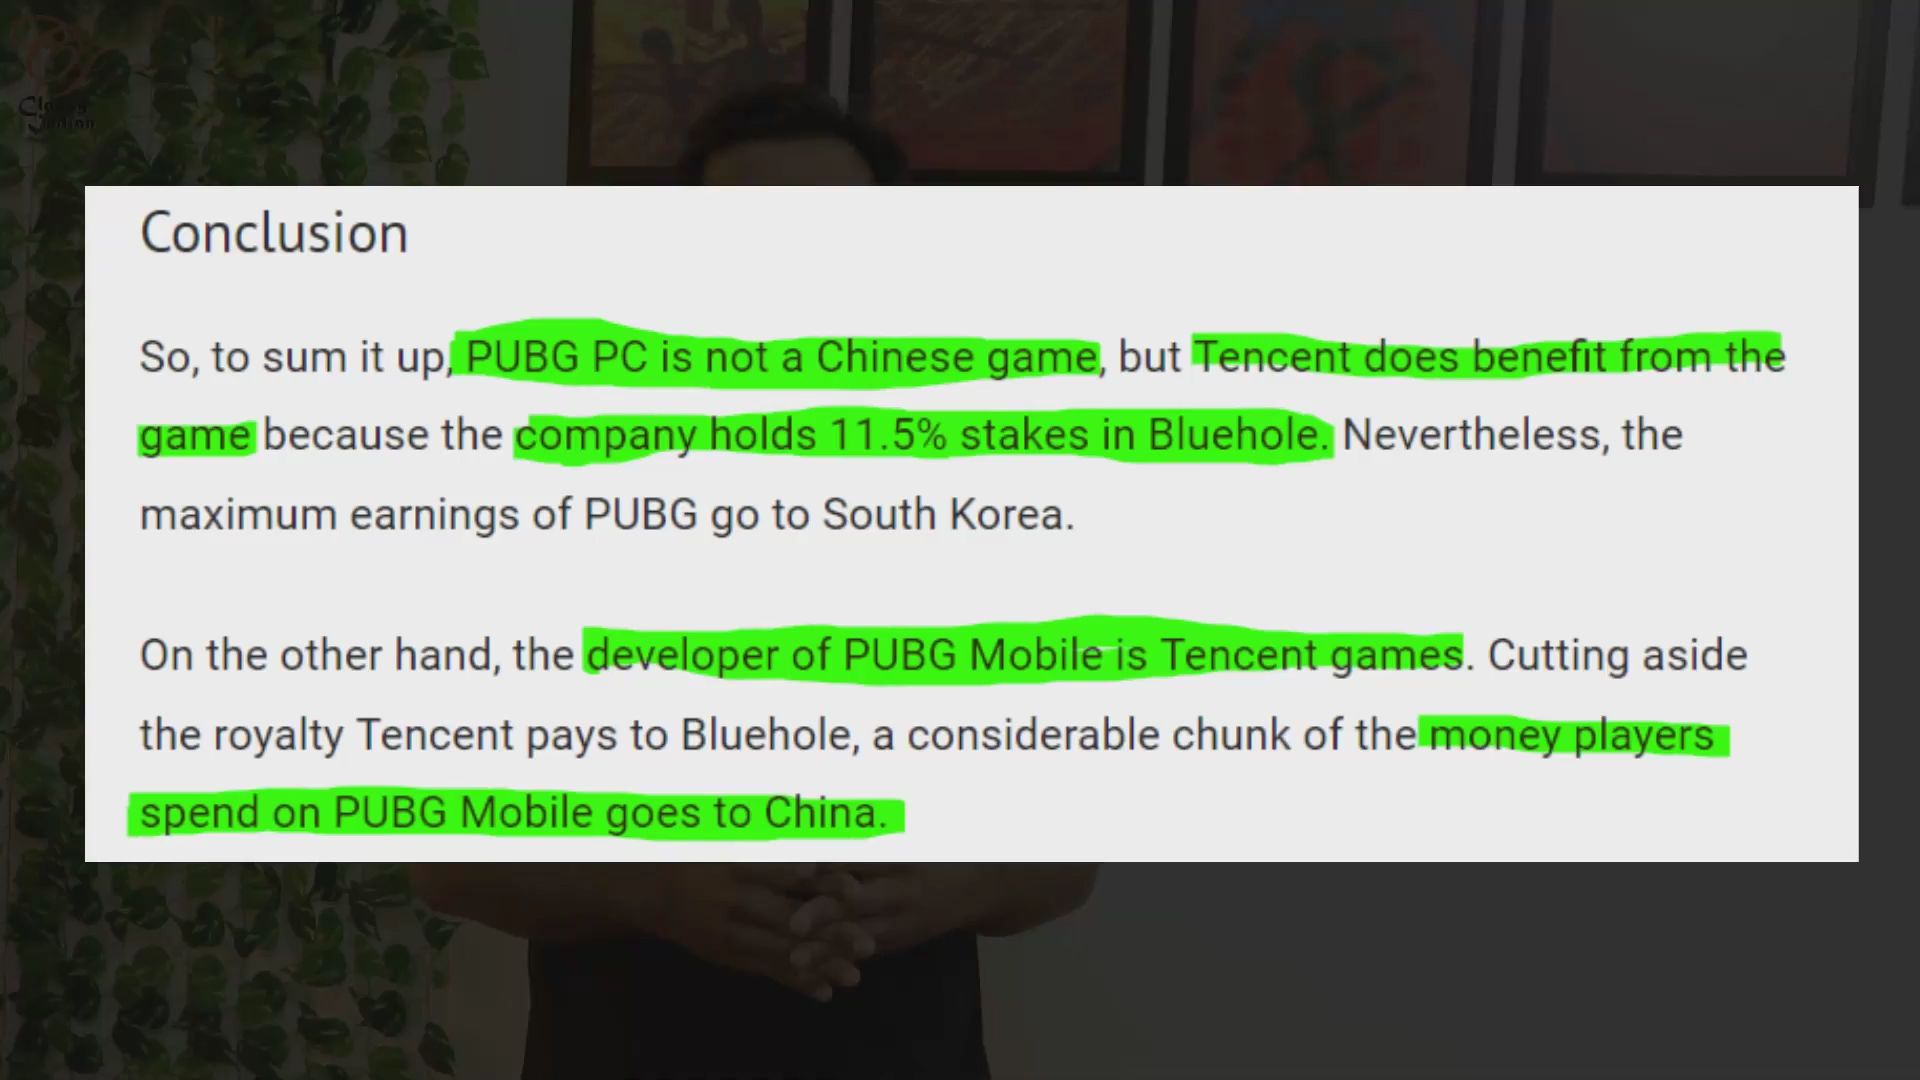 Conclusion
So, to sum it up, PUBG PC is not a Chinese game, but Tencent does benefit from the
game because the company holds 11.5% stakes in Bluehole. Nevertheless, the
maximum earnings of PUBG go to South Korea.
On the other hand, the developer of PUBG Mobile is Tencent games. Cutting aside
the royalty Tencent pays to Bluehole, a considerable chunk of the money players
spend on PUBG Mobile goes to China.